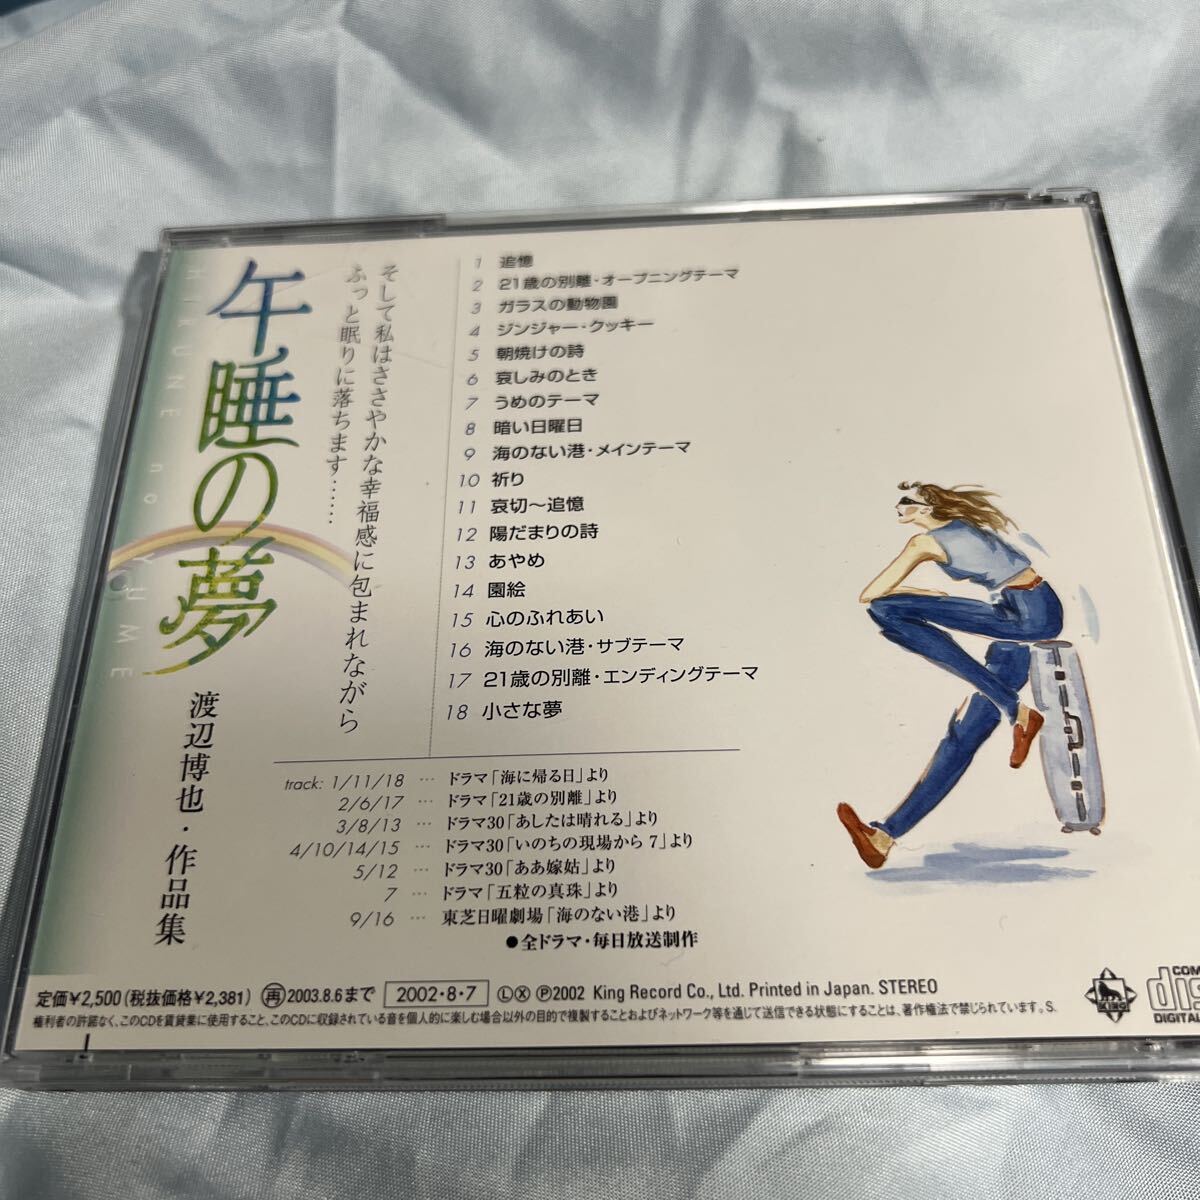 午睡の夢
HIRUNE no YUME
渡辺博也・作品集
そして私はささやかな幸福感に包まれながら
ふっと眠りに落ちます……
1 追憶
2 21歳の別離・オープニングテーマ
3 ガラスの動物園
4 ジンジャー・クッキー
5 朝焼けの詩
6 哀しみのとき
7 うめのテーマ
8 暗い日曜日
9 海のない港・メインテーマ
10 祈り
11 哀切〜追憶
12 陽だまりの詩
13 あやめ
14 園絵
15 心のふれあい
16 海のない港・サブテーマ
17 21歳の別離・エンディングテーマ
18 小さな夢
track: 1/11/18 … ドラマ「海に帰る日」より
2/6/17 … ドラマ「21歳の別離」より
3/8/13 … ドラマ30「あしたは晴れる」より
4/10/14/15 … ドラマ30「いのちの現場から 7」より
5/12 … ドラマ30「ああ嫁姑」より
7 … ドラマ「五粒の真珠」より
9/16 … 東芝日曜劇場「海のない港」より
●全ドラマ・毎日放送制作
定価¥2,500(税抜価格¥2,381) 再 2003.8.6まで 2002・8・7 Ⓛ Ⓧ ℗2002 King Record Co., Ltd. Printed in Japan. STEREO
権利者の許諾なく、このCDを賃貸業に使用すること、このCDに収録されている音を個人的に楽しむ場合以外の目的で複製することおよびネットワーク等を通じて送信できる状態にすることは、著作権法で禁じられています。S.
KING
COM
dis
DIGITAL